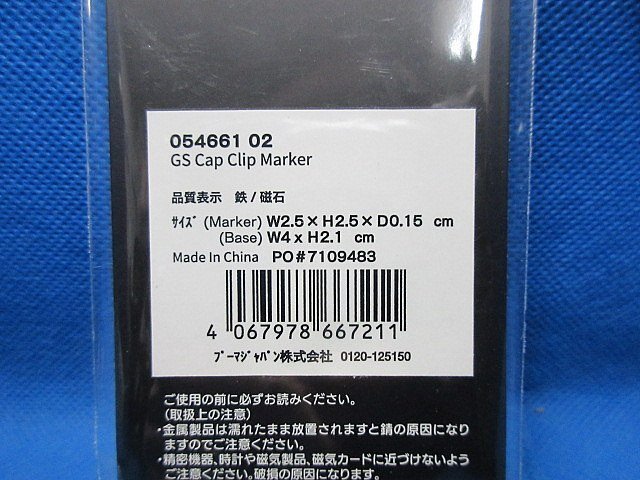 054661 02
GS Cap Clip Marker
品質表示 鉄/磁石
ｻｲｽﾞ (Marker) W2.5×H2.5×D0.15 cm
(Base) W4 x H2.1 cm
Made In China PO#7109483
4 067978 667211
ﾌﾟｰﾏｼﾞｬﾊﾟﾝ株式会社 0120-125150
ご使用の前に必ずお読みください。
(取扱上の注意)
・金属製品は濡れたまま放置されますと錆の原因になり
ますのでご注意ください。
・精密機器、時計や磁気製品、磁気カードに近づけないよう
ご注意ください。破損の原因になります。